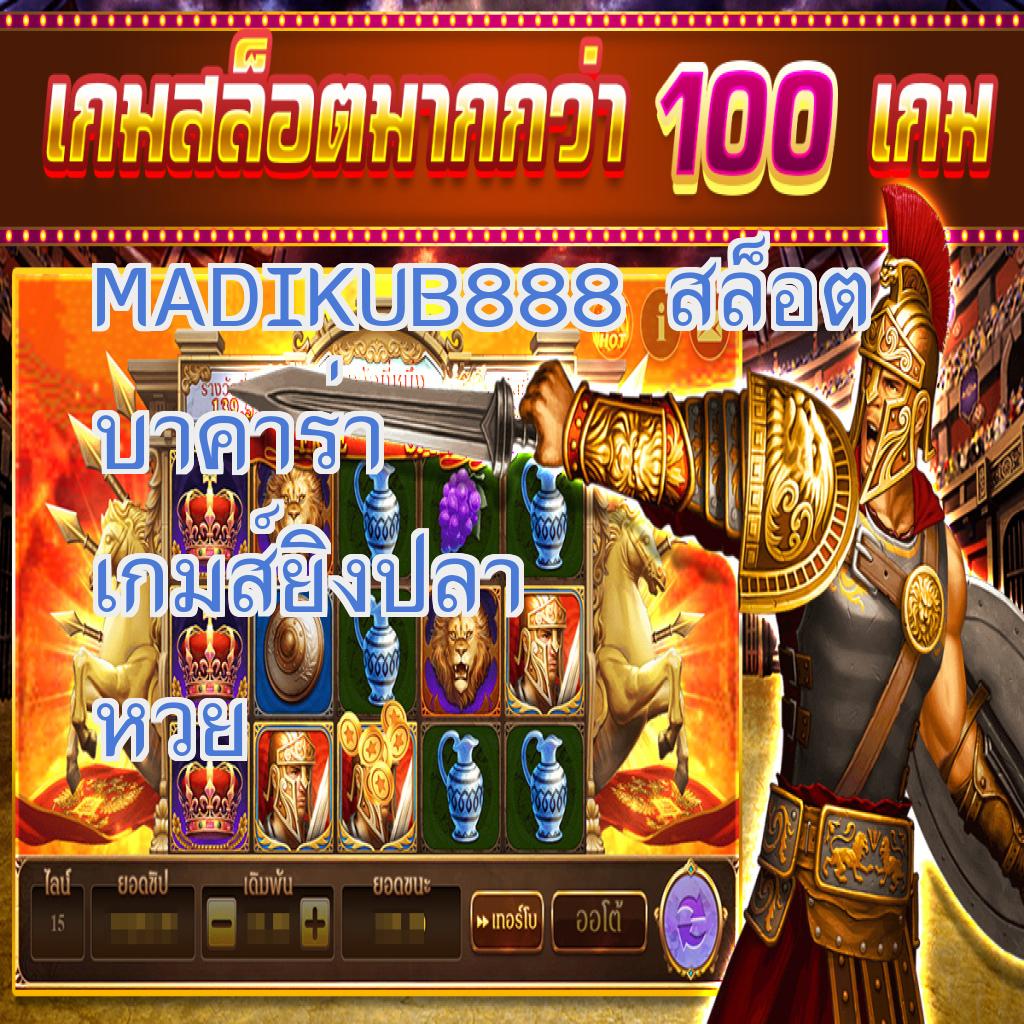 เกมสล็อตมากกว่า 100 เกม
MADIKUB888 สล็อต
HOT
บาคาร่า
เกมส์ยิงปลา
หวย
ไลน์ ยอดชิป เดิมพัน ยอดชนะ
15 เทอร์โบ ออโต้